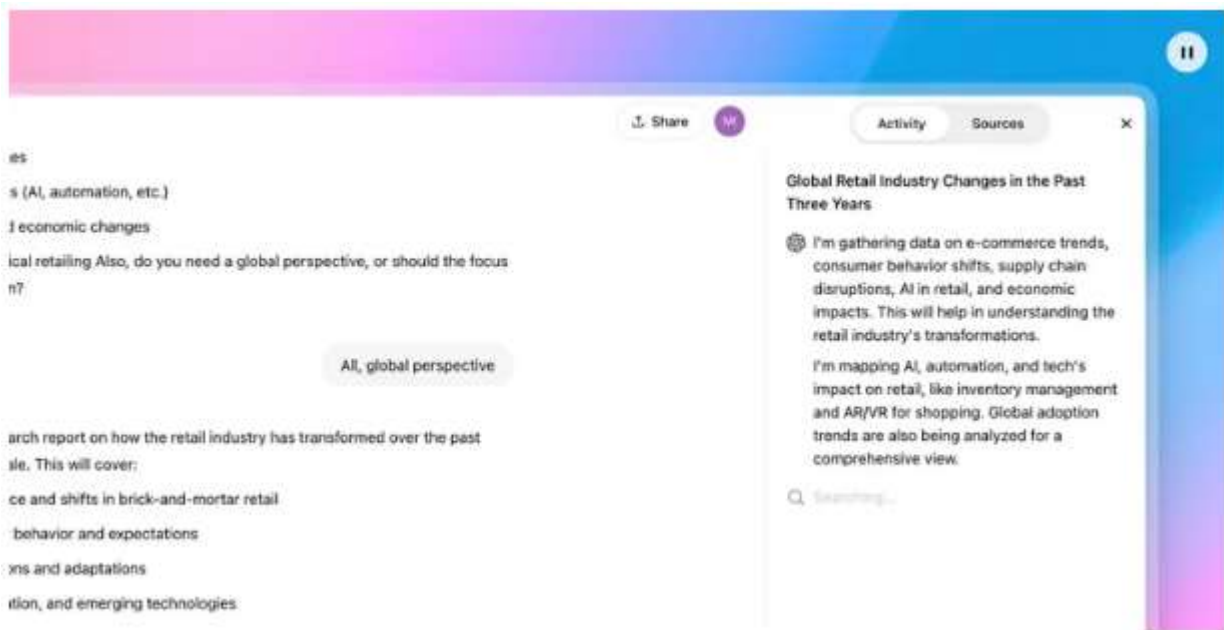 Share
Activity
Sources
es
s (AI, automation, etc.)
d economic changes
ical retailing Also, do you need a global perspective, or should the focus
n?
All, global perspective
arch report on how the retail industry has transformed over the past
ale. This will cover:
ce and shifts in brick-and-mortar retail
behavior and expectations
ons and adaptations
ation, and emerging technologies
Global Retail Industry Changes in the Past
Three Years
I'm gathering data on e-commerce trends,
consumer behavior shifts, supply chain
disruptions, AI in retail, and economic
impacts. This will help in understanding the
retail industry's transformations.
I'm mapping AI, automation, and tech's
impact on retail, like inventory management
and AR/VR for shopping. Global adoption
trends are also being analyzed for a
comprehensive view.
Searching...